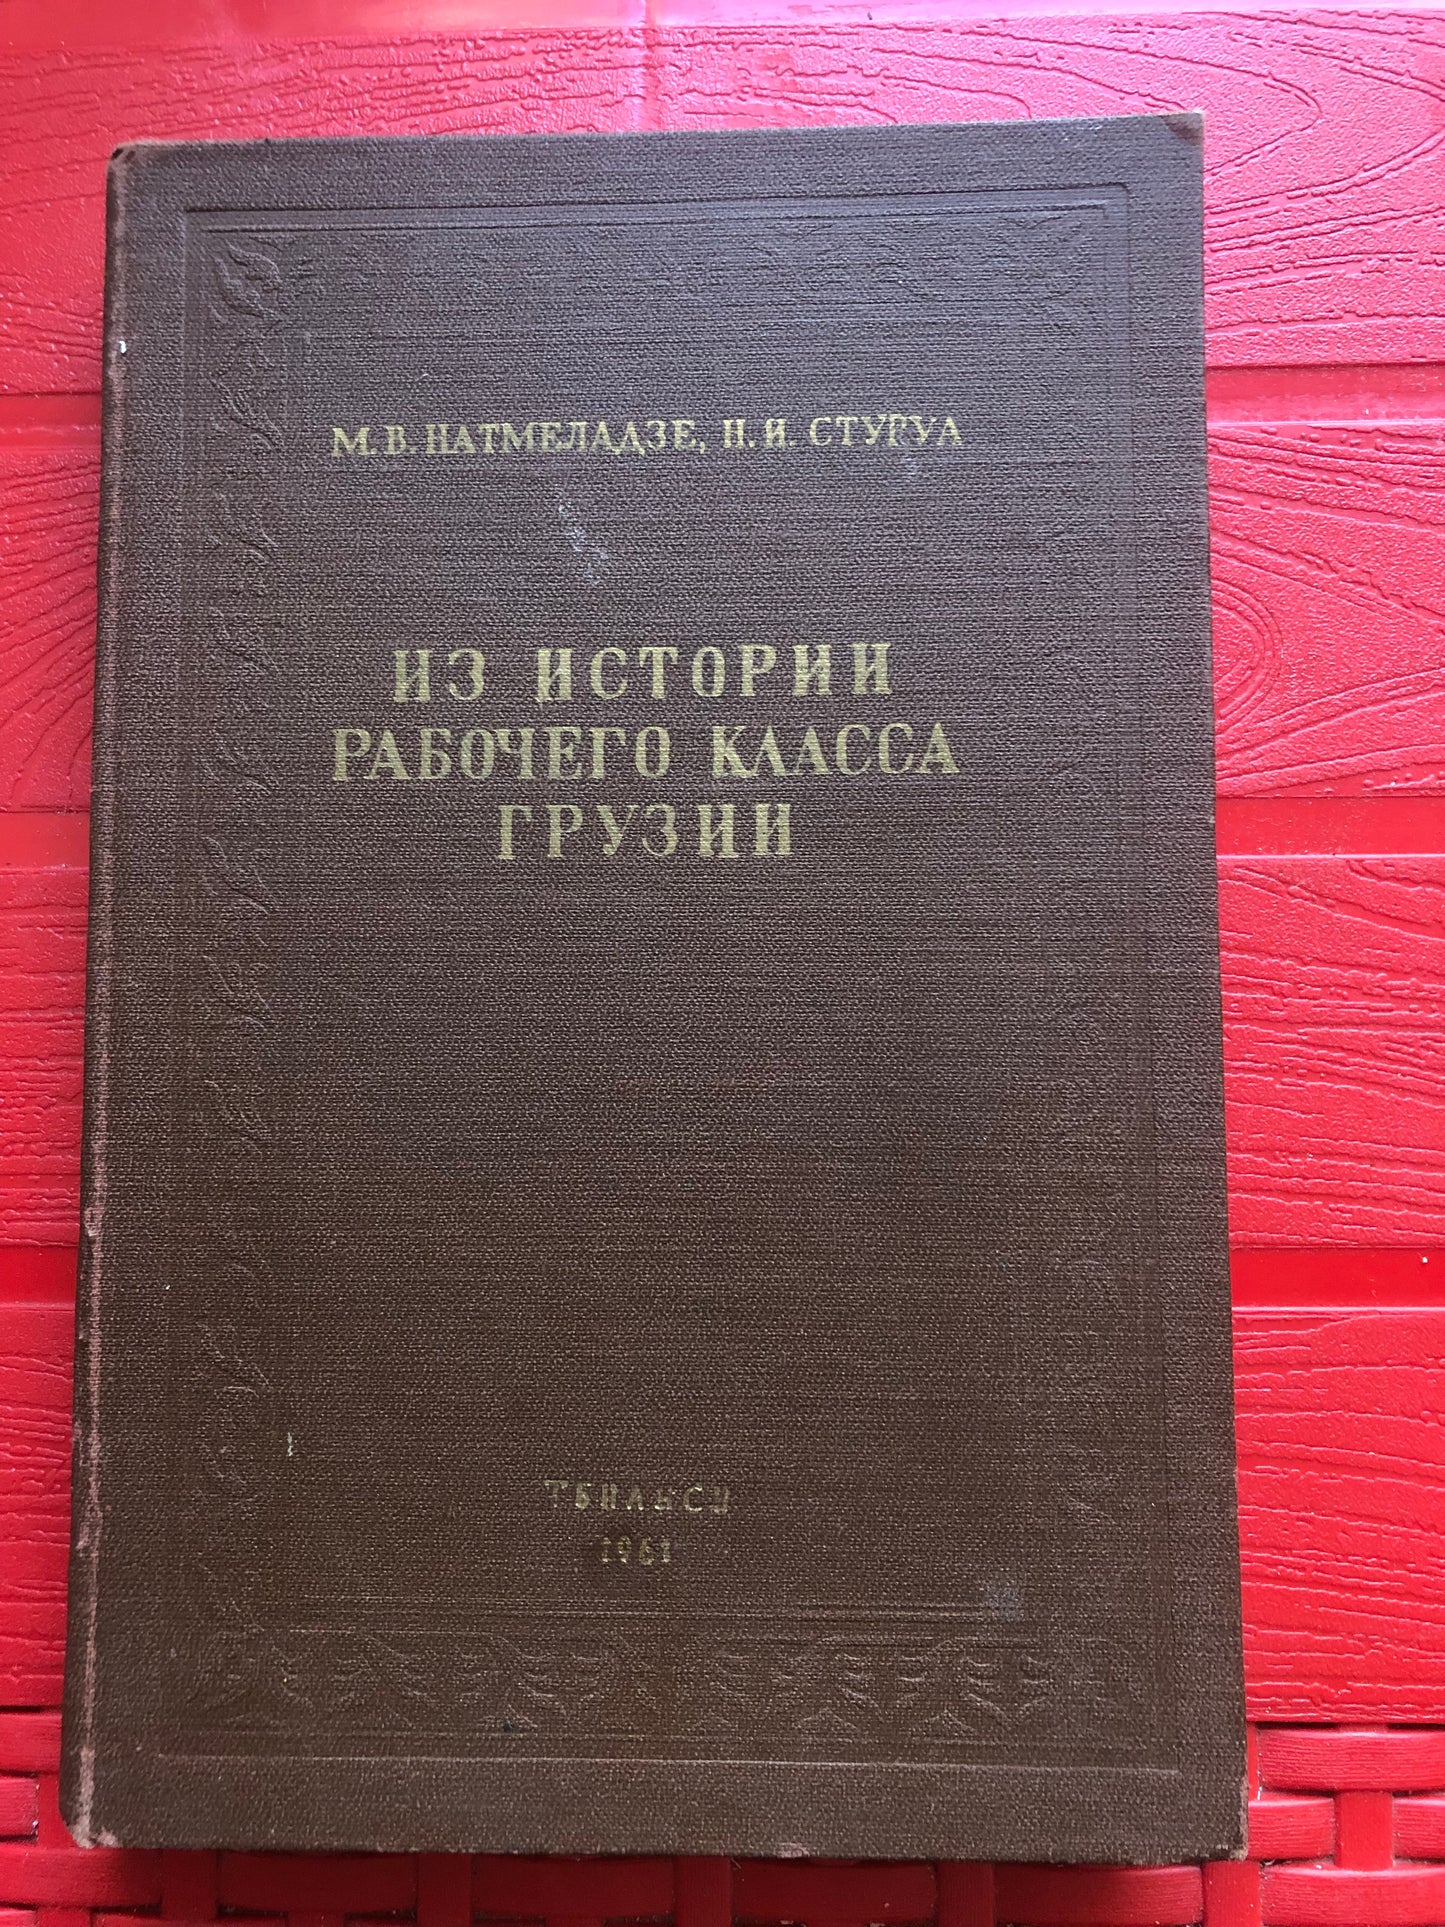 М. В. НАТМЕЛАДЗЕ, Н. И. СТУРУА
ИЗ ИСТОРИИ
РАБОЧЕГО КЛАССА
ГРУЗИИ
ТБИЛИСИ
1961